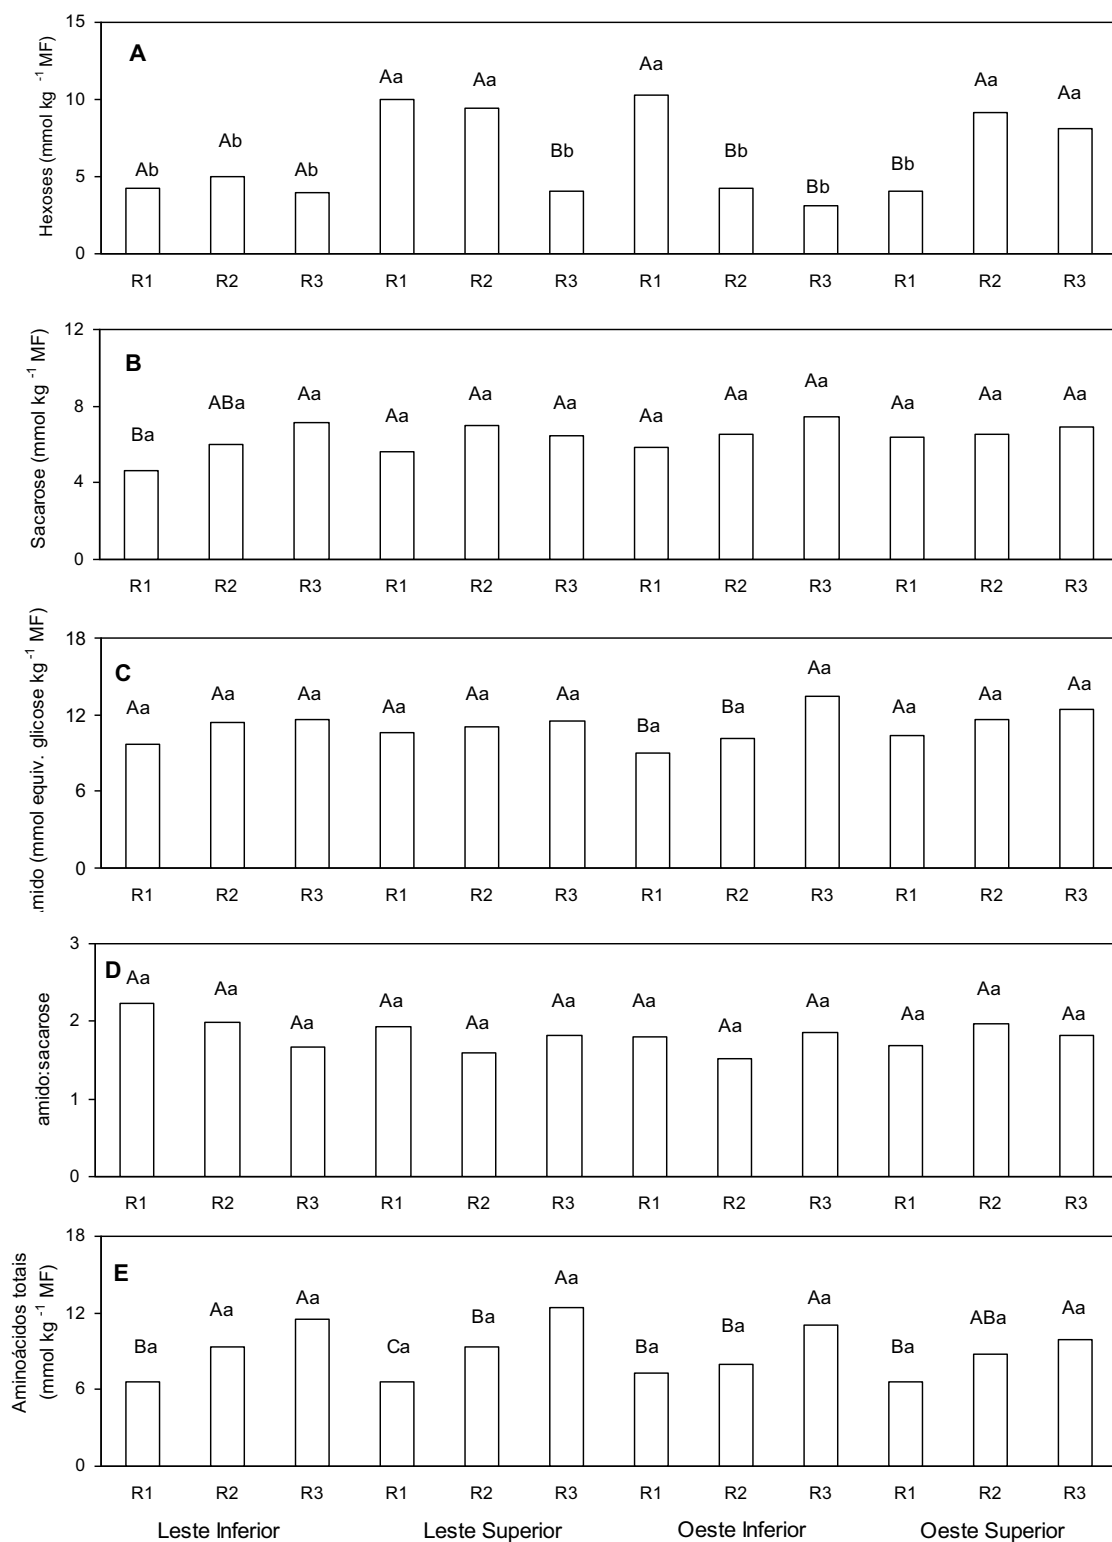 A
Hexoses (mmol kg -1 MF)
15
10
5
0
Ab Ab Ab Aa Aa Bb Aa Bb Bb Bb Aa Aa
R1 R2 R3 R1 R2 R3 R1 R2 R3 R1 R2 R3
B
Sacarose (mmol kg -1 MF)
12
8
4
0
Ba ABa Aa Aa Aa Aa Aa Aa Aa Aa Aa Aa
R1 R2 R3 R1 R2 R3 R1 R2 R3 R1 R2 R3
C
mido (mmol equiv. glicose kg-1 MF)
18
12
6
0
Aa Aa Aa Aa Aa Aa Ba Ba Aa Aa Aa Aa
R1 R2 R3 R1 R2 R3 R1 R2 R3 R1 R2 R3
D
amido:sacarose
3
2
1
0
Aa Aa Aa Aa Aa Aa Aa Aa Aa Aa Aa Aa
R1 R2 R3 R1 R2 R3 R1 R2 R3 R1 R2 R3
E
Aminoácidos totais
(mmol kg -1 MF)
18
12
6
0
Ba Aa Aa Ca Ba Aa Ba Ba Aa Ba ABa Aa
R1 R2 R3 R1 R2 R3 R1 R2 R3 R1 R2 R3
Leste Inferior Leste Superior Oeste Inferior Oeste Superior